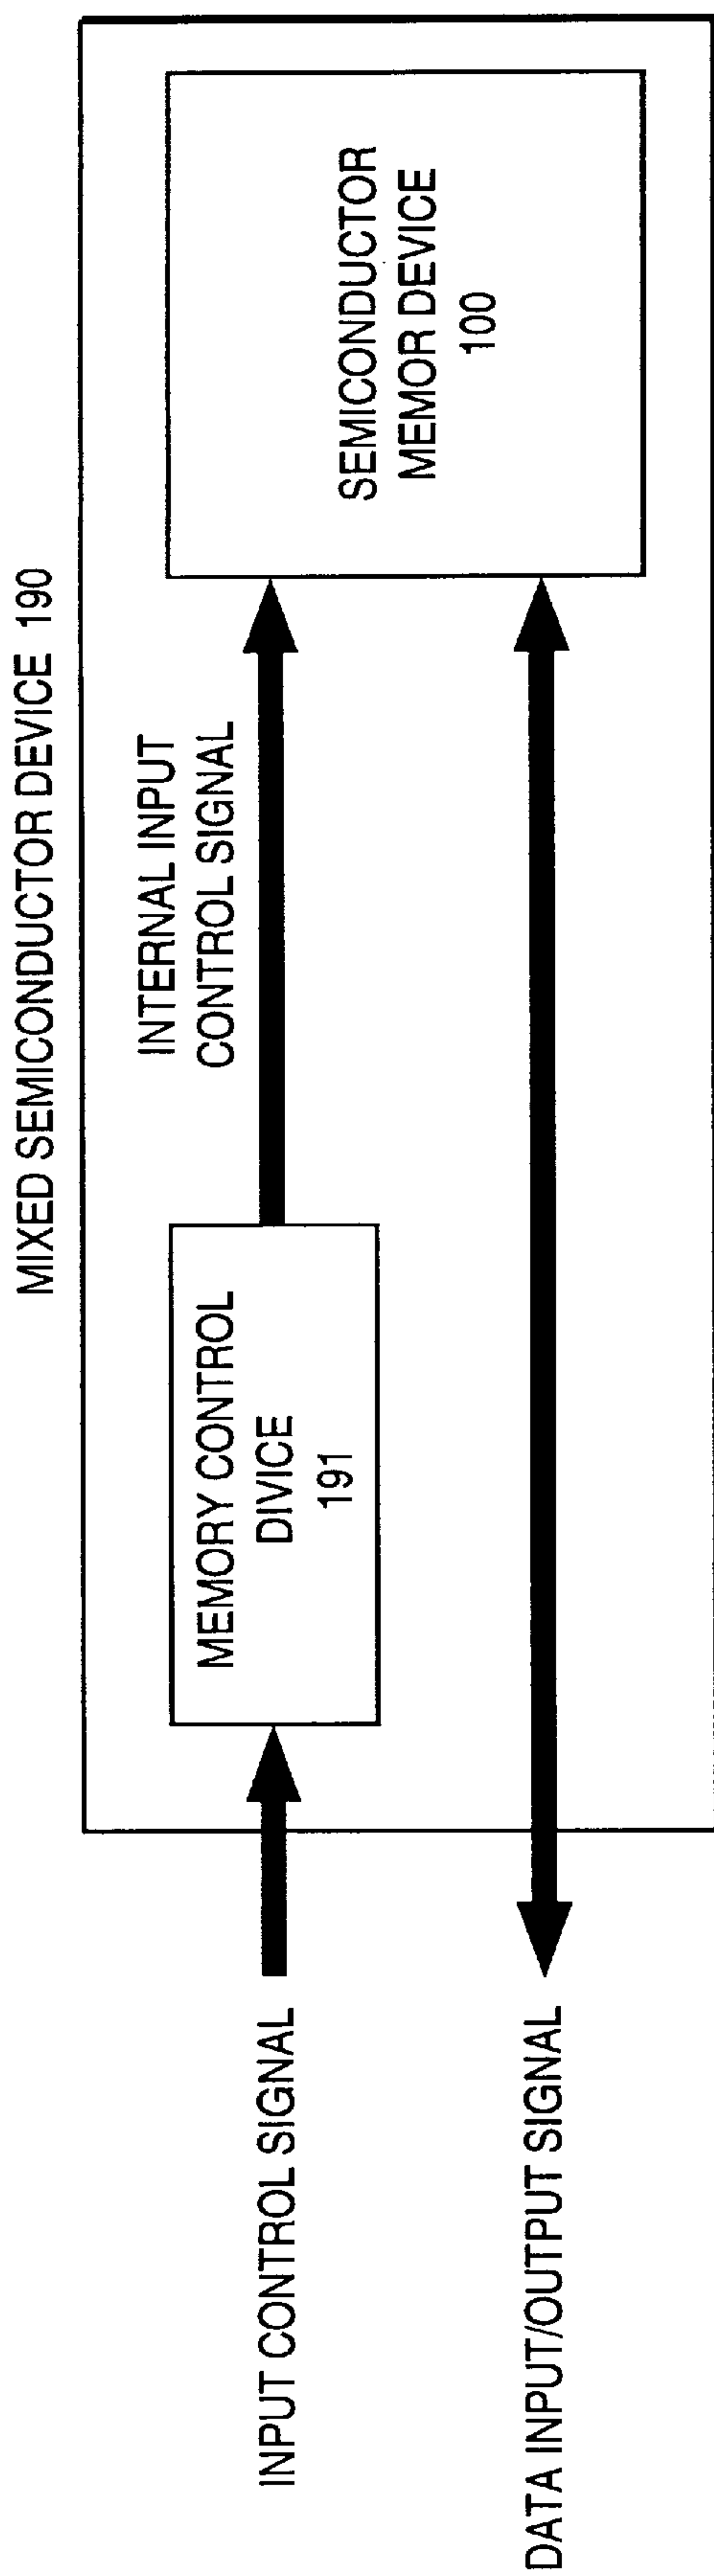 MIXED SEMICONDUCTOR DEVICE 190
INPUT CONTROL SIGNAL
MEMORY CONTROL
DIVICE
191
INTERNAL INPUT
CONTROL SIGNAL
SEMICONDUCTOR
MEMOR DEVICE
100
DATA INPUT/OUTPUT SIGNAL